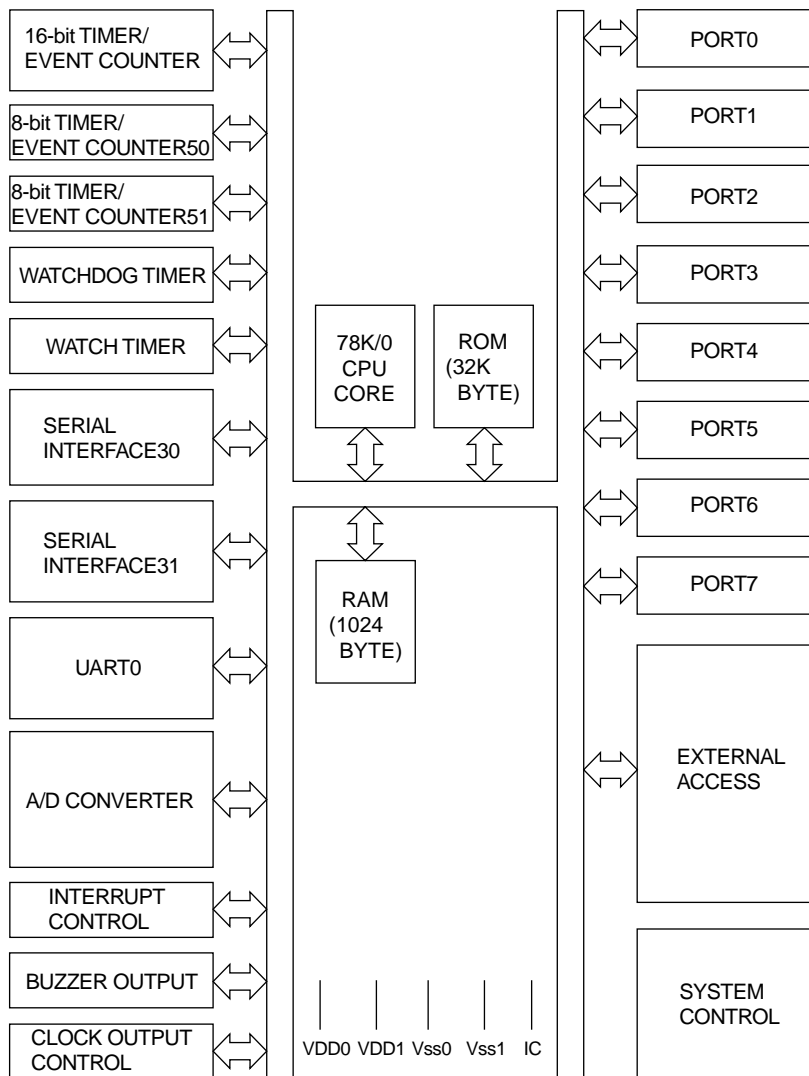 16-bit TIMER/
EVENT COUNTER
8-bit TIMER/
EVENT COUNTER50
8-bit TIMER/
EVENT COUNTER51
WATCHDOG TIMER
WATCH TIMER
SERIAL
INTERFACE30
SERIAL
INTERFACE31
UART0
A/D CONVERTER
INTERRUPT
CONTROL
BUZZER OUTPUT
CLOCK OUTPUT
CONTROL
78K/0
CPU
CORE
ROM
(32K
BYTE)
RAM
(1024
BYTE)
VDD0 VDD1 Vss0 Vss1 IC
PORT0
PORT1
PORT2
PORT3
PORT4
PORT5
PORT6
PORT7
EXTERNAL
ACCESS
SYSTEM
CONTROL